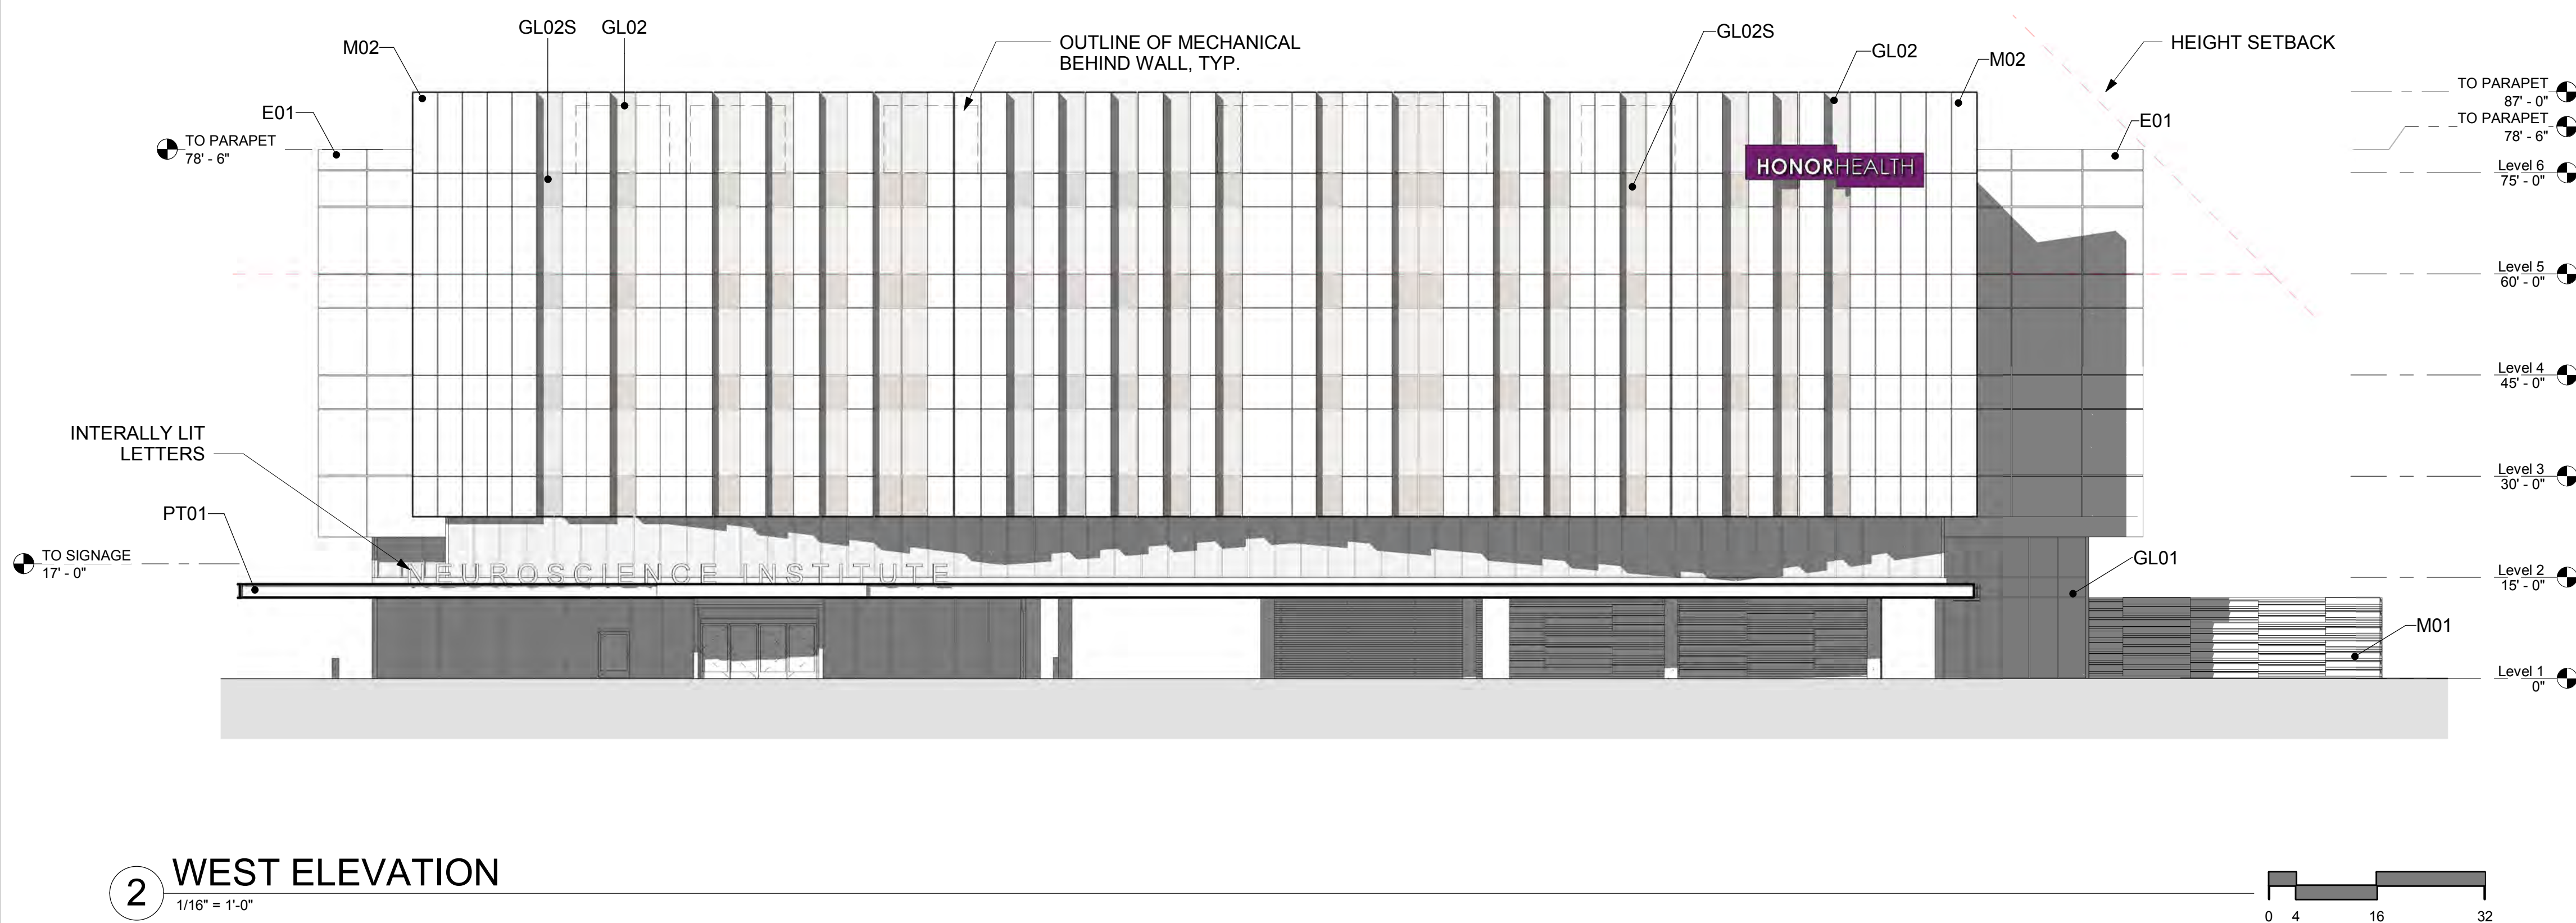 GL02S
GL02
M02
OUTLINE OF MECHANICAL
BEHIND WALL, TYP.
GL02S
GL02
M02
HEIGHT SETBACK
E01
TO PARAPET
78' - 6"
E01
TO PARAPET
87' - 0"
TO PARAPET
78' - 6"
HONORHEALTH
Level 6
75' - 0"
Level 5
60' - 0"
Level 4
45' - 0"
INTERALLY LIT
LETTERS
Level 3
30' - 0"
PT01
TO SIGNAGE
17' - 0"
NEUROSCIENCE INSTITUTE
GL01
Level 2
15' - 0"
M01
Level 1
0"
2
WEST ELEVATION
1/16" = 1'-0"
0 4 16 32